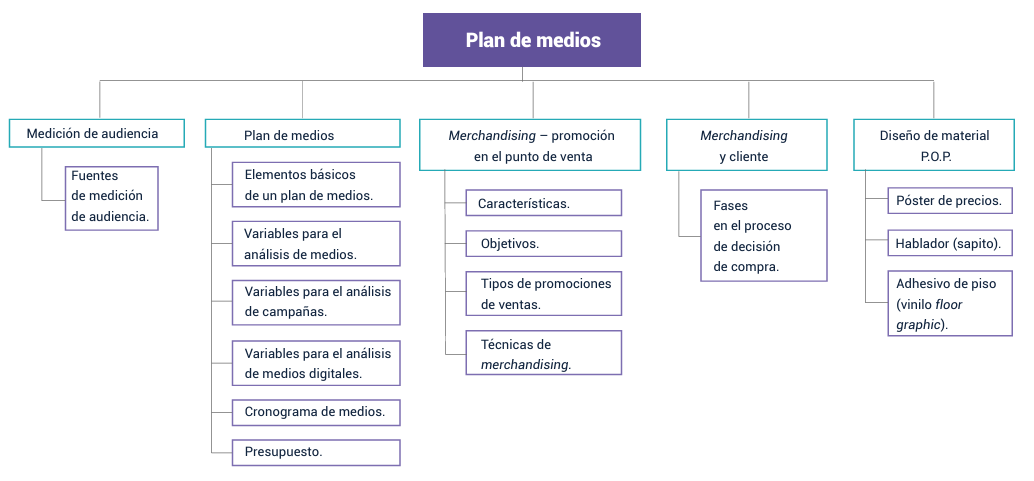 Plan de medios
Medición de audiencia
Fuentes
de medición
de audiencia.
Plan de medios
Elementos básicos
de un plan de medios.
Variables para el
análisis de medios.
Variables para el análisis
de campañas.
Variables para el análisis
de medios digitales.
Cronograma de medios.
Presupuesto.
Merchandising – promoción
en el punto de venta
Características.
Objetivos.
Tipos de promociones
de ventas.
Técnicas de
merchandising.
Merchandising
y cliente
Fases
en el proceso
de decisión
de compra.
Diseño de material
P.O.P.
Póster de precios.
Hablador (sapito).
Adhesivo de piso
(vinilo floor
graphic).